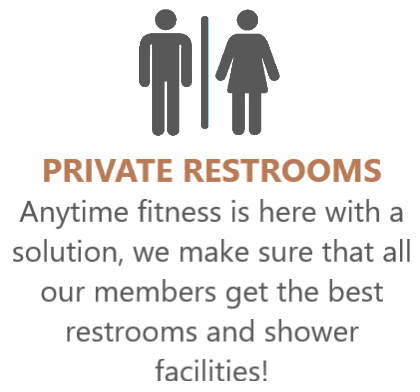 PRIVATE RESTROOMS
Anytime fitness is here with a
solution, we make sure that all
our members get the best
restrooms and shower
facilities!